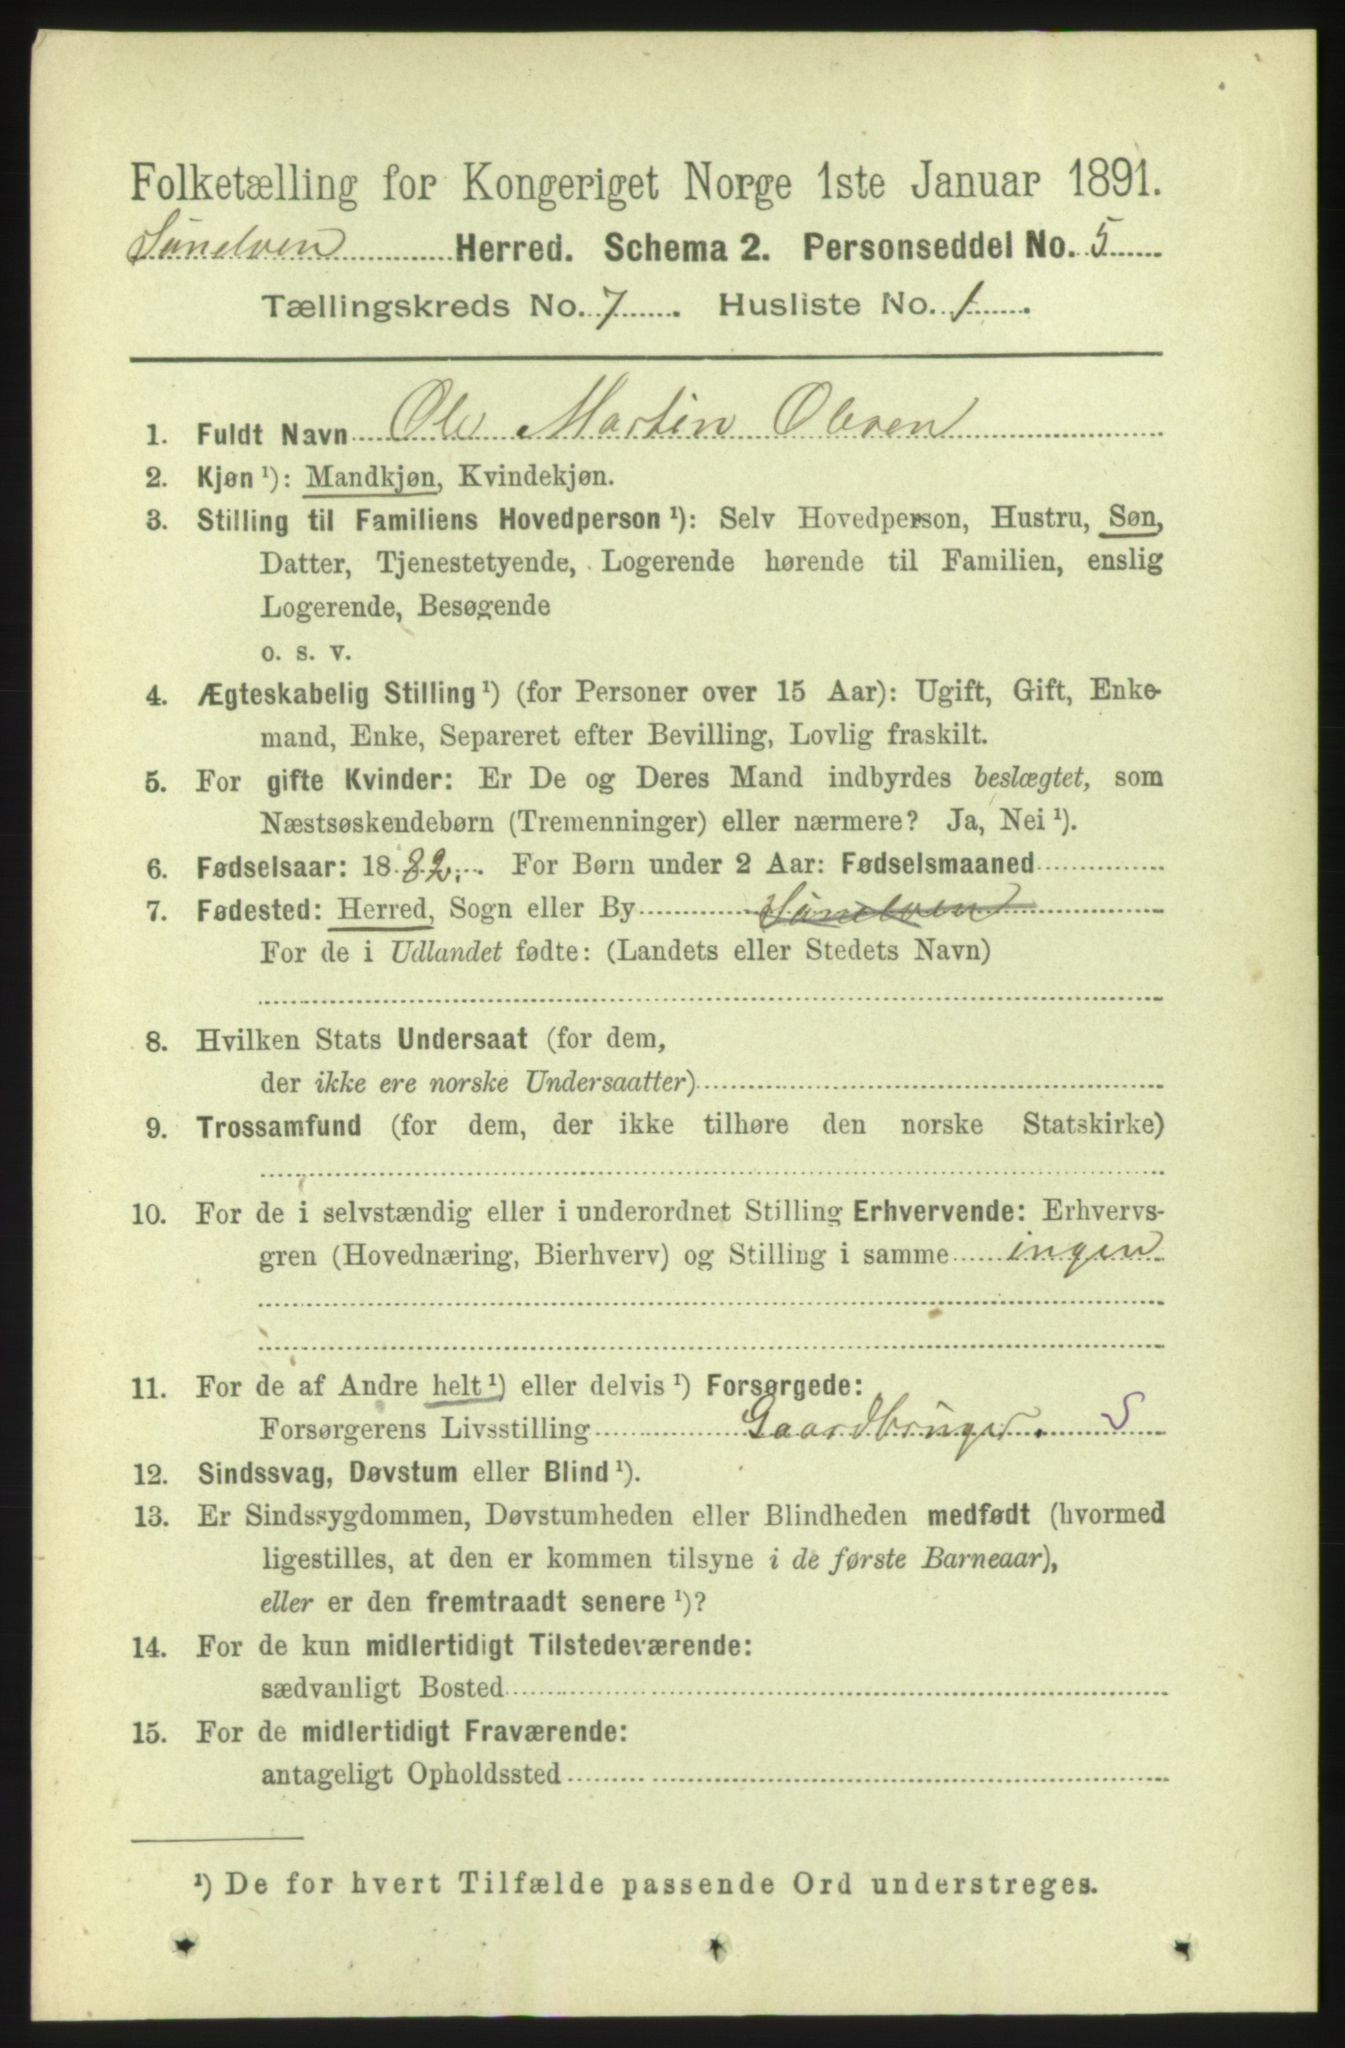 Folketælling for Kongeriget Norge 1ste Januar 1891.
Sunelven Herred. Schema 2. Personseddel No. 5
Tællingskreds No. 7. Husliste No. 1.
1. Fuldt Navn Ole Martin Olsen
2. Kjøn ¹): Mandkjøn, Kvindekjøn.
3. Stilling til Familiens Hovedperson ¹): Selv Hovedperson, Hustru, Søn,
Datter, Tjenestetyende, Logerende hørende til Familien, enslig
Logerende, Besøgende
o. s. v.
4. Ægteskabelig Stilling ¹) (for Personer over 15 Aar): Ugift, Gift, Enke-
mand, Enke, Separeret efter Bevilling, Lovlig fraskilt.
5. For gifte Kvinder: Er De og Deres Mand indbyrdes beslægtet, som
Næstsøskendebørn (Tremenninger) eller nærmere? Ja, Nei ¹).
6. Fødselsaar: 1882. For Børn under 2 Aar: Fødselsmaaned
7. Fødested: Herred, Sogn eller By Sunelven
For de i Udlandet fødte: (Landets eller Stedets Navn)
8. Hvilken Stats Undersaat (for dem,
der ikke ere norske Undersaatter)
9. Trossamfund (for dem, der ikke tilhøre den norske Statskirke)
10. For de i selvstændig eller i underordnet Stilling Erhvervende: Erhvervs-
gren (Hovednæring, Bierhverv) og Stilling i samme ingen
11. For de af Andre helt ¹) eller delvis ¹) Forsørgede:
Forsørgerens Livsstilling Gaardbruger. S
12. Sindssvag, Døvstum eller Blind ¹).
13. Er Sindssygdommen, Døvstumheden eller Blindheden medfødt (hvormed
ligestilles, at den er kommen tilsyne i de første Barneaar),
eller er den fremtraadt senere ¹)?
14. For de kun midlertidigt Tilstedeværende:
sædvanligt Bosted
15. For de midlertidigt Fraværende:
antageligt Opholdssted
¹) De for hvert Tilfælde passende Ord understreges.